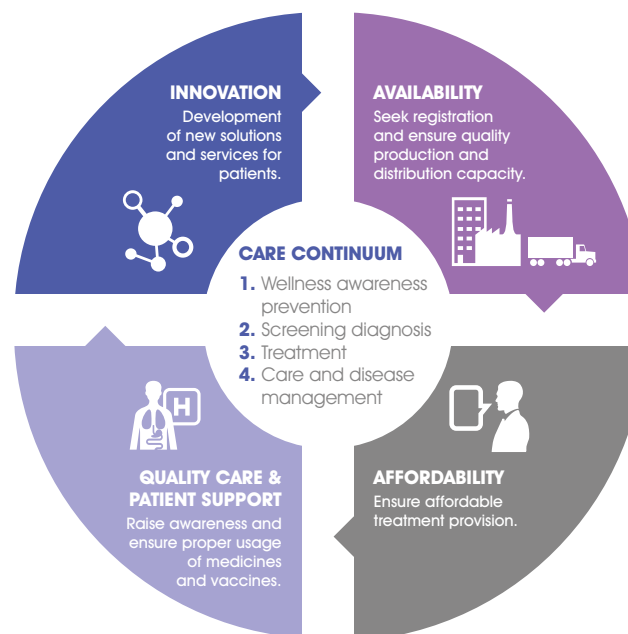 INNOVATION
Development
of new solutions
and services for
patients.
AVAILABILITY
Seek registration
and ensure quality
production and
distribution capacity.
CARE CONTINUUM
1. Wellness awareness
prevention
2. Screening diagnosis
3. Treatment
4. Care and disease
management
H
QUALITY CARE &
PATIENT SUPPORT
Raise awareness and
ensure proper usage
of medicines
and vaccines.
AFFORDABILITY
Ensure affordable
treatment provision.